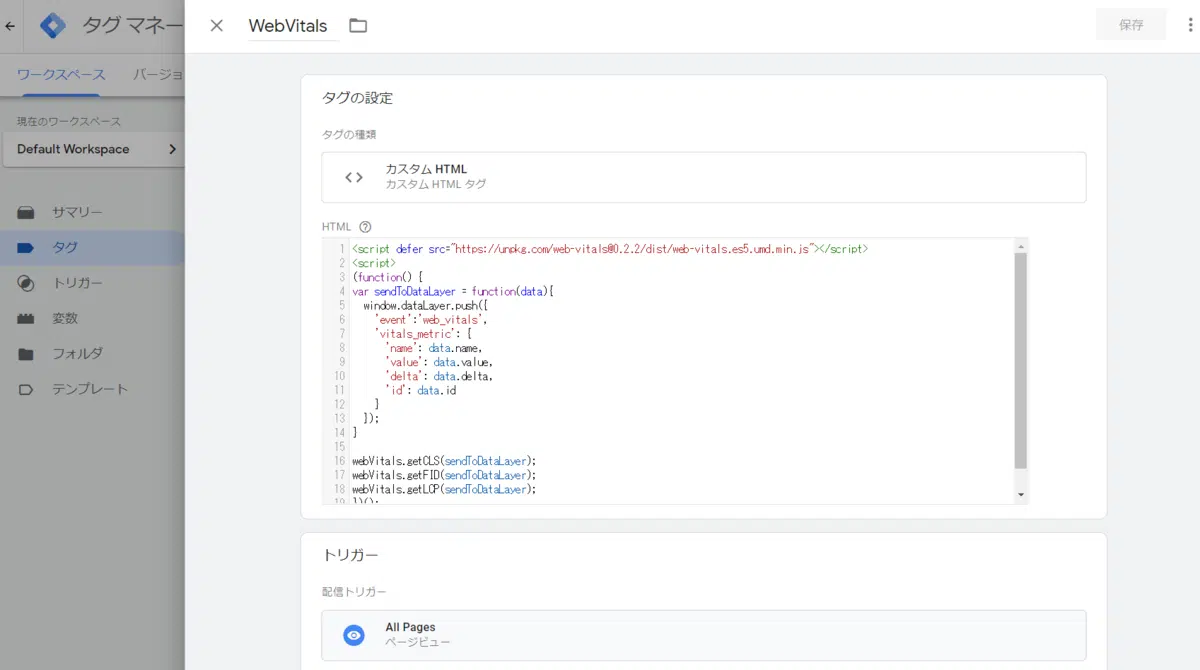 タグ マネー
WebVitals
保存
ワークスペース
バージョ
現在のワークスペース
Default Workspace
サマリー
タグ
トリガー
変数
フォルダ
テンプレート
タグの設定
タグの種類
カスタム HTML
カスタム HTML タグ
HTML
1 <script defer src="https://unpkg.com/web-vitals@0.2.2/dist/web-vitals.es5.umd.min.js"></script>
2 <script>
3 (function() {
4 var sendToDataLayer = function(data){
5 window.dataLayer.push({
6 'event':'web_vitals',
7 'vitals_metric': {
8 'name': data.name,
9 'value': data.value,
10 'delta': data.delta,
11 'id': data.id
12 }
13 });
14 }
15
16 webVitals.getCLS(sendToDataLayer);
17 webVitals.getFID(sendToDataLayer);
18 webVitals.getLCP(sendToDataLayer);
19 })();
トリガー
配信トリガー
All Pages
ページビュー